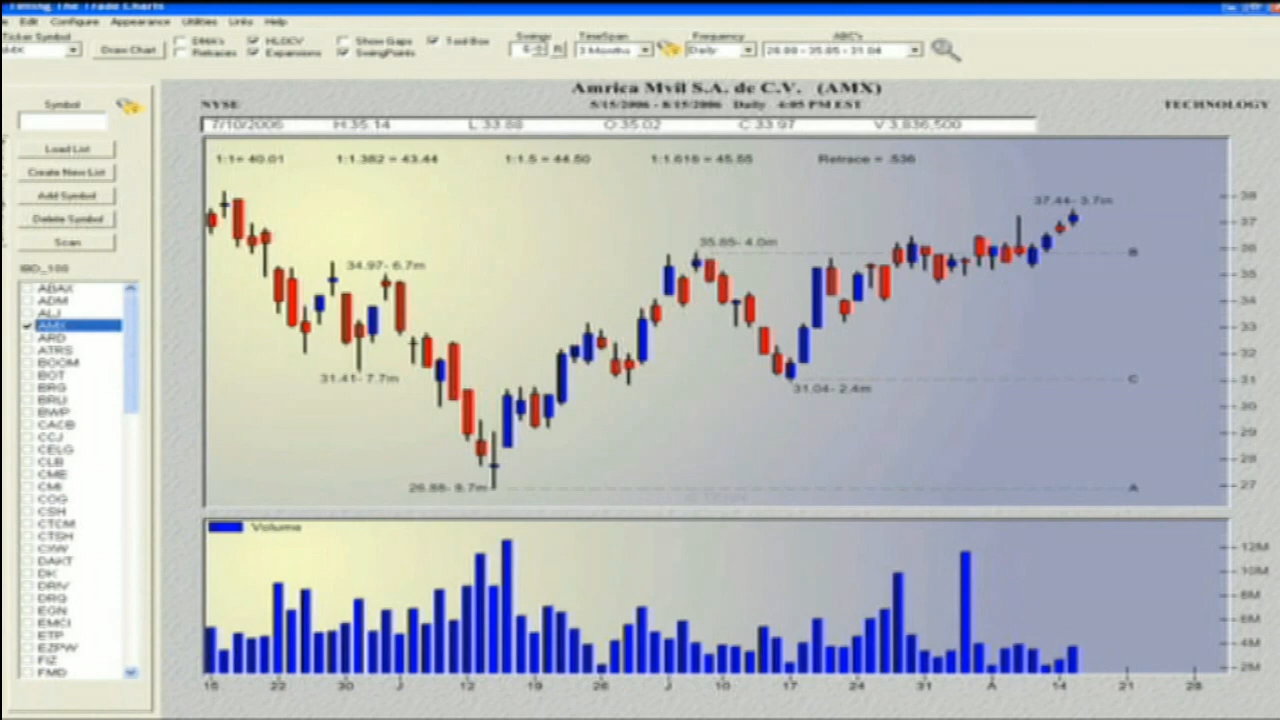 Timing The Trade Charts
Edit Configure Appearance Utilities Links Help
Ticker Symbol
AMX
Draw Chart
EMA's
Retraces
HLOCV
Expansions
Show Gaps
SwingPoints
Tool Box
Swings
TimeSpan
3 Months
Frequency
Daily
ABC's
26.88 - 35.85 - 31.04
Symbol
Load List
Create New List
Add Symbol
Delete Symbol
Scan
IBD_100
ABAX
ADM
ALJ
AMX
ARD
ATRS
BOOM
BOT
BRG
BRLI
BWP
CACB
CCJ
CELG
CLB
CME
CMI
COG
CSH
CTCM
CTSH
CXW
DAKT
DK
DRIV
DRQ
EGN
EMCI
ETP
EZPW
FIZ
FMD
Amrica Mvil S.A. de C.V. (AMX)
NYSE
5/15/2006 - 8/15/2006 Daily 4:05 PM EST
TECHNOLOGY
7/10/2006 H:35.14 L:33.88 O:35.02 C:33.97 V:3,836,500
1:1= 40.01 1:1.382 = 43.44 1:1.5 = 44.50 1:1.618 = 45.55 Retrace = .536
37.44- 3.7m
35.85- 4.0m
34.97- 6.7m
31.41- 7.7m
31.04- 2.4m
26.88- 8.7m
B
C
A
38
37
36
35
34
33
32
31
30
29
28
27
Volume
12M
10M
8M
6M
4M
2M
15 22 30 J 12 19 26 J 10 17 24 31 A 14 21 28